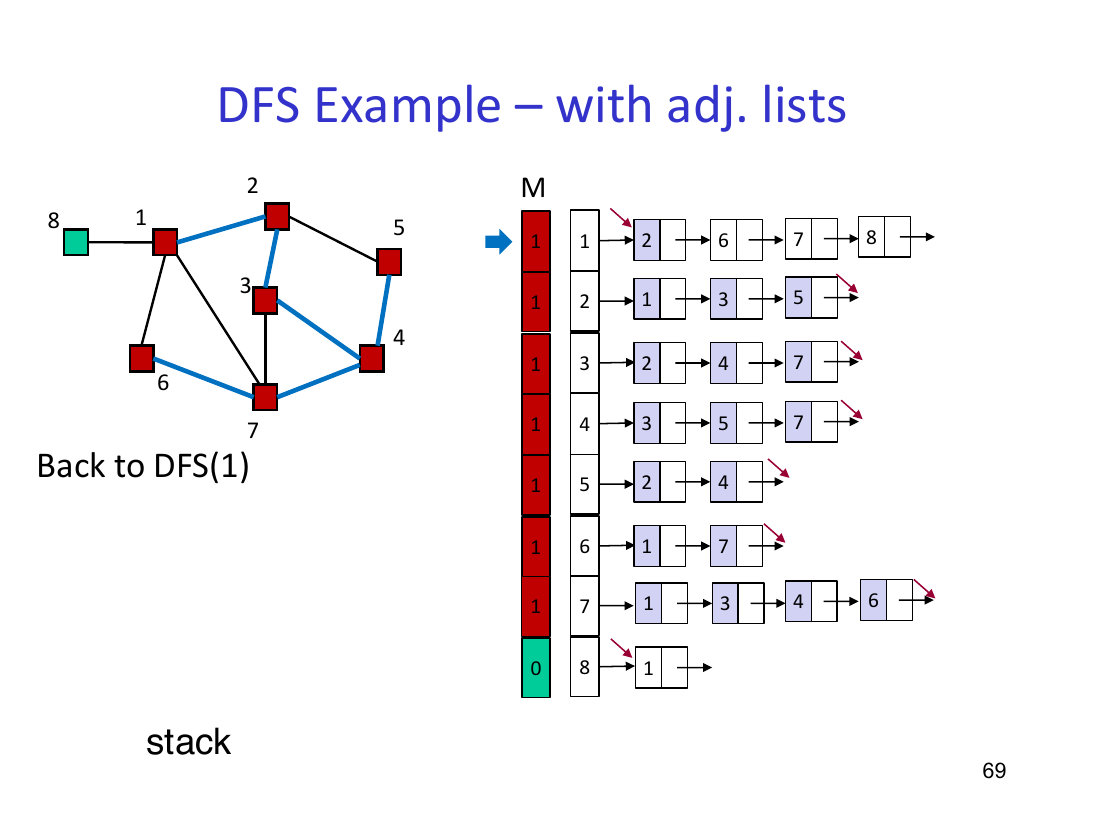 DFS Example – with adj. lists
M
2
8
1
5
3
4
6
7
Back to DFS(1)
1 1 2 6 7 8
1 2 1 3 5
1 3 2 4 7
1 4 3 5 7
1 5 2 4
1 6 1 7
1 7 1 3 4 6
0 8 1
stack
69